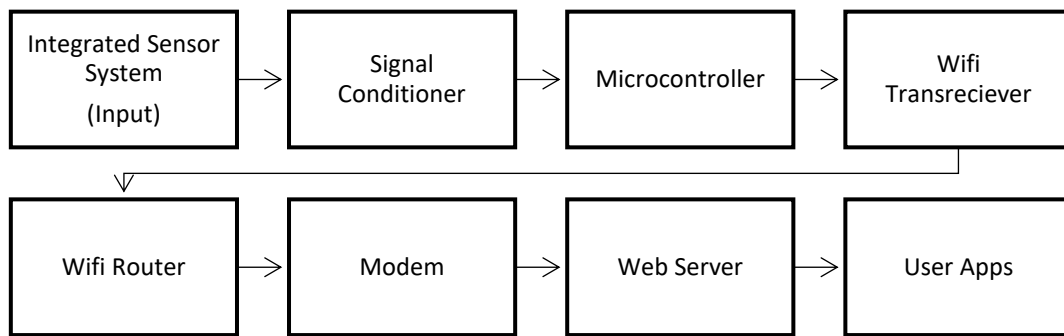 Integrated Sensor
System
(Input)
Signal
Conditioner
Microcontroller
Wifi
Transreciever
Wifi Router
Modem
Web Server
User Apps